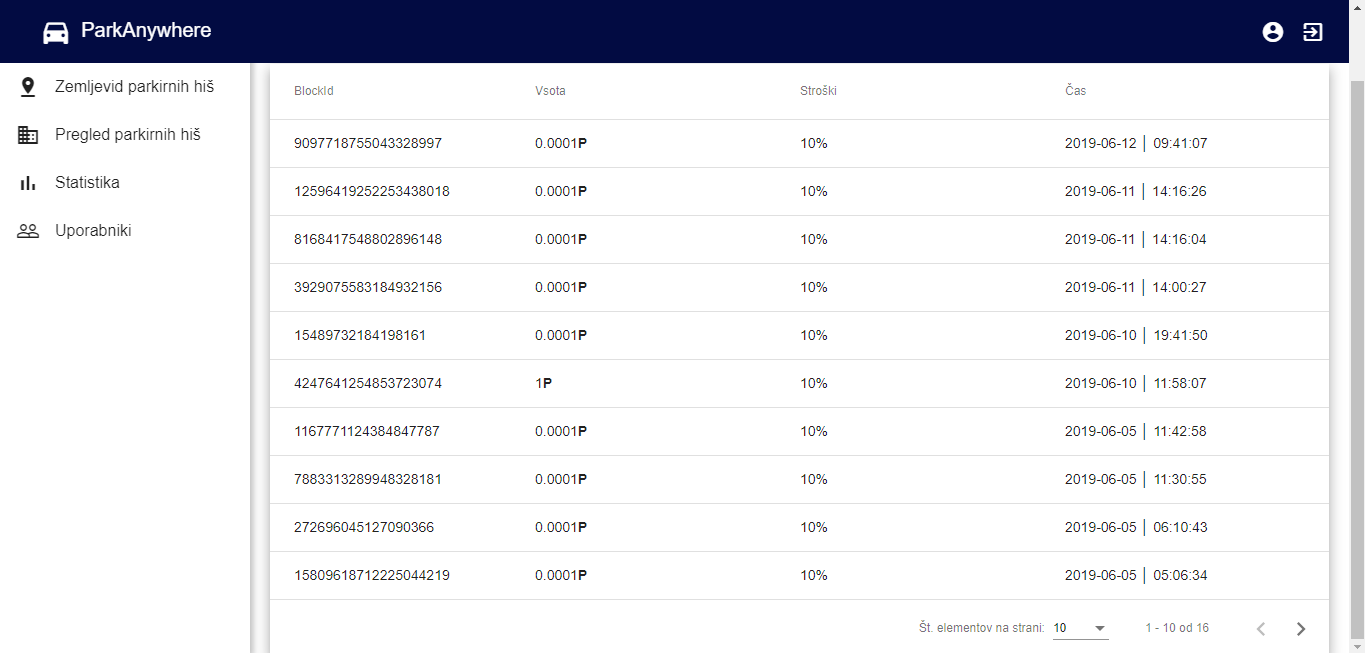 ParkAnywhere
Zemljevid parkirnih hiš
Pregled parkirnih hiš
Statistika
Uporabniki
BlockId Vsota Stroški Čas
9097718755043328997 0.0001P 10% 2019-06-12 | 09:41:07
12596419252253438018 0.0001P 10% 2019-06-11 | 14:16:26
8168417548802896148 0.0001P 10% 2019-06-11 | 14:16:04
3929075583184932156 0.0001P 10% 2019-06-11 | 14:00:27
15489732184198161 0.0001P 10% 2019-06-10 | 19:41:50
4247641254853723074 1P 10% 2019-06-10 | 11:58:07
1167771124384847787 0.0001P 10% 2019-06-05 | 11:42:58
7883313289948328181 0.0001P 10% 2019-06-05 | 11:30:55
272696045127090366 0.0001P 10% 2019-06-05 | 06:10:43
15809618712225044219 0.0001P 10% 2019-06-05 | 05:06:34
Št. elementov na strani: 10 1 - 10 od 16